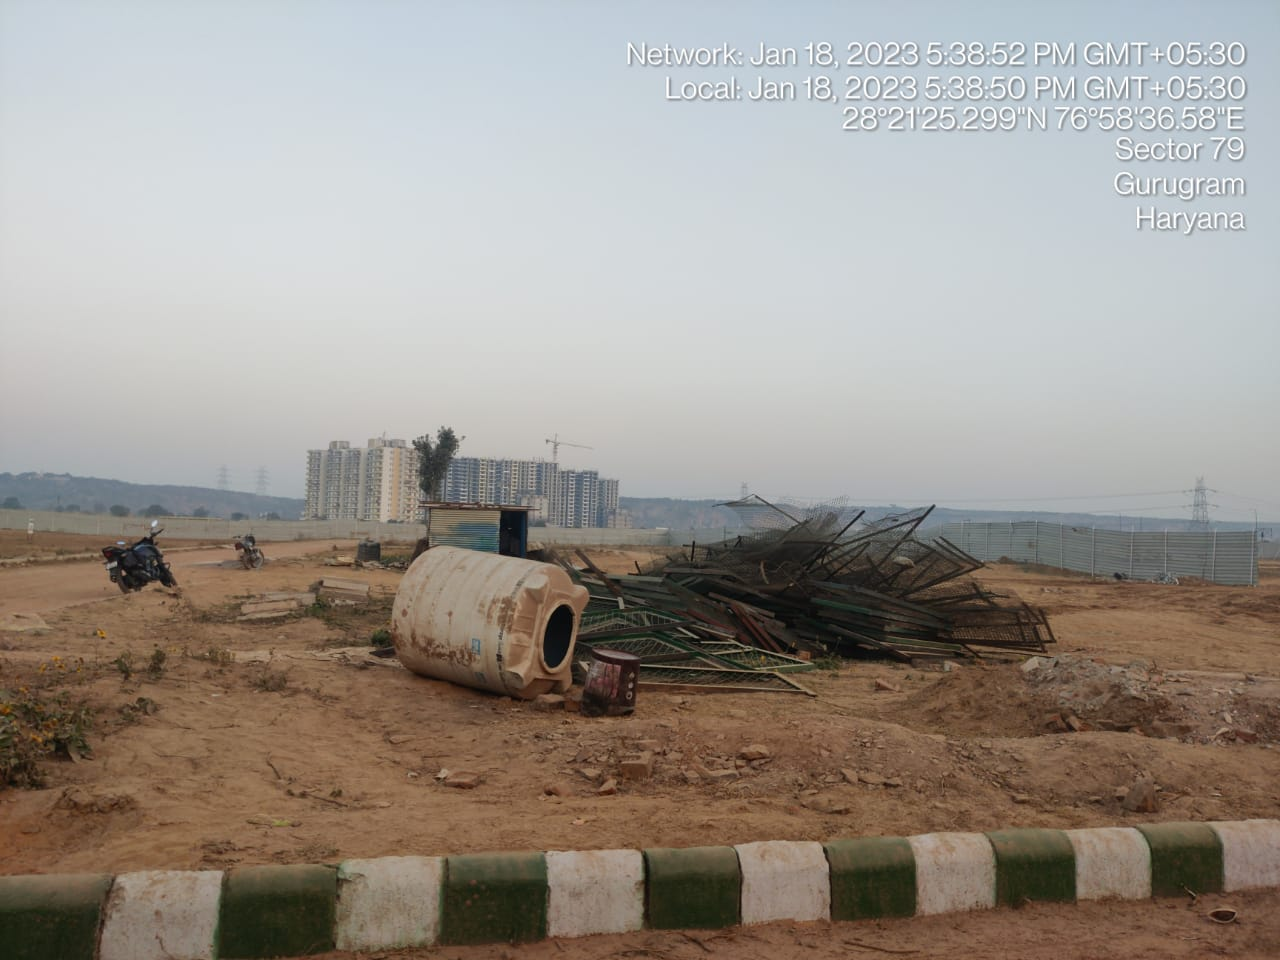 Network: Jan 18, 2023 5:38:52 PM GMT+05:30
Local: Jan 18, 2023 5:38:50 PM GMT+05:30
28°21'25.299"N 76°58'36.58"E
Sector 79
Gurugram
Haryana